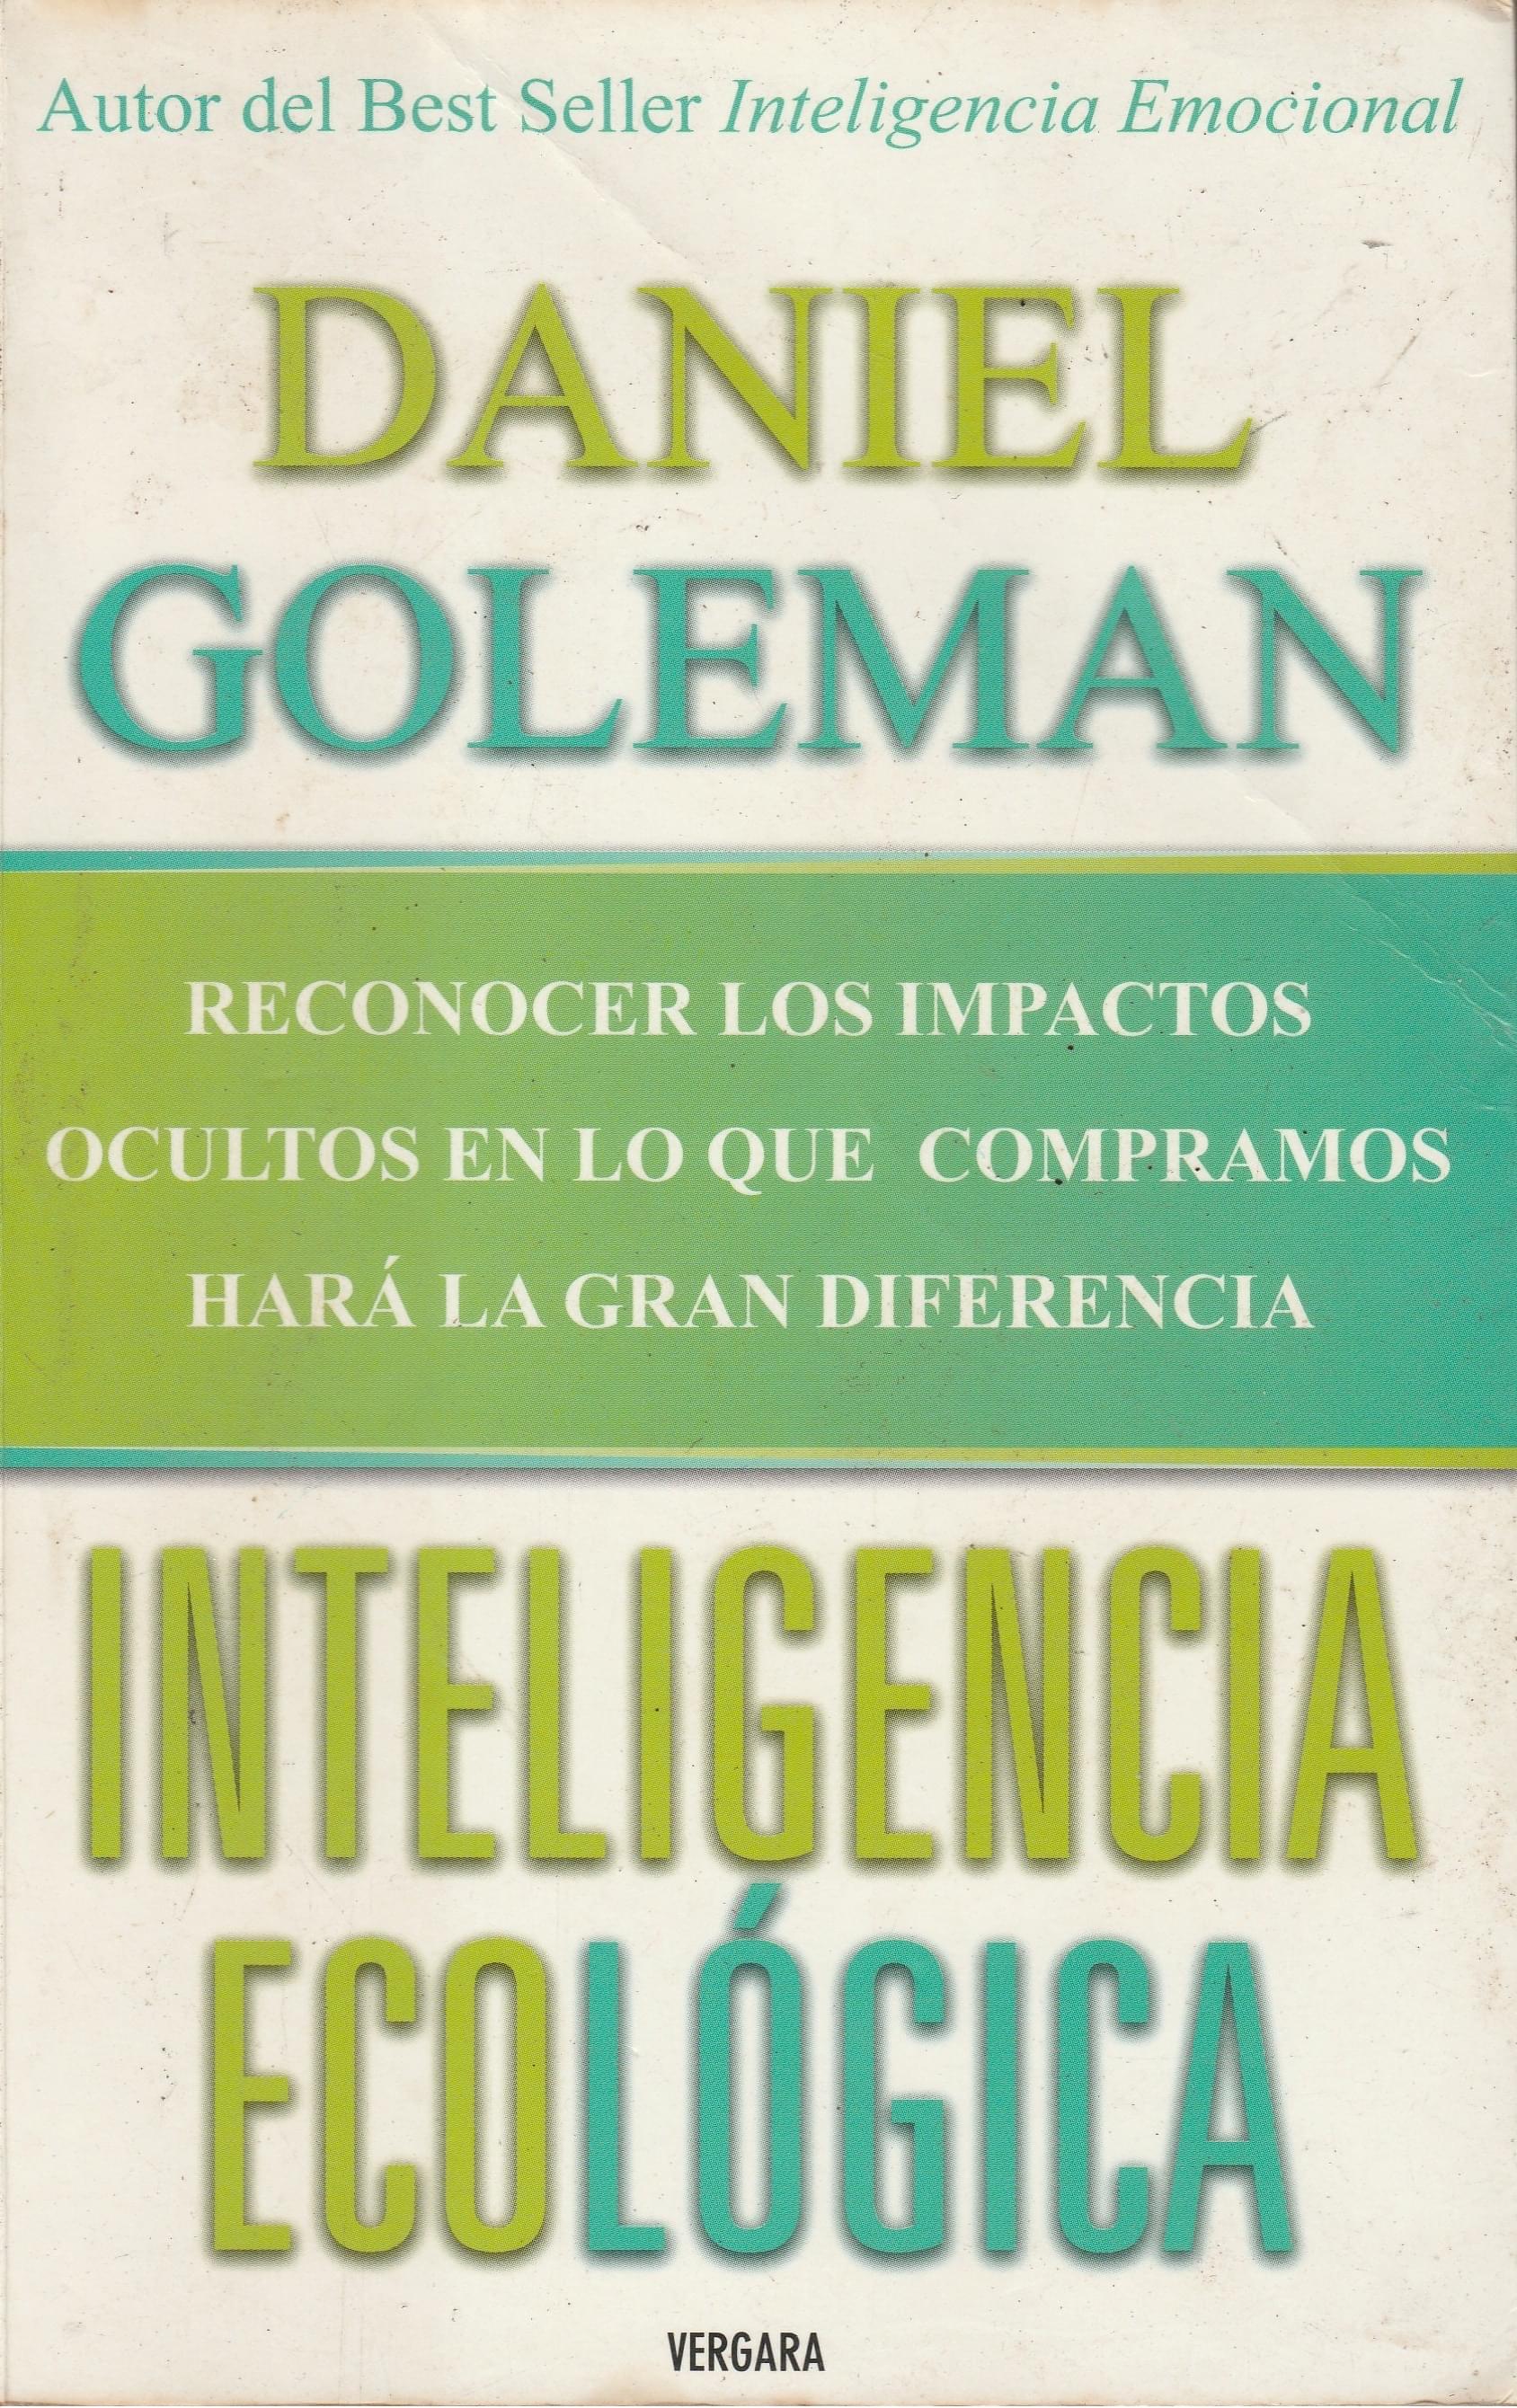 Autor del Best Seller Inteligencia Emocional
DANIEL
GOLEMAN
RECONOCER LOS IMPACTOS
OCULTOS EN LO QUE COMPRAMOS
HARÁ LA GRAN DIFERENCIA
INTELIGENCIA
ECOLÓGICA
VERGARA